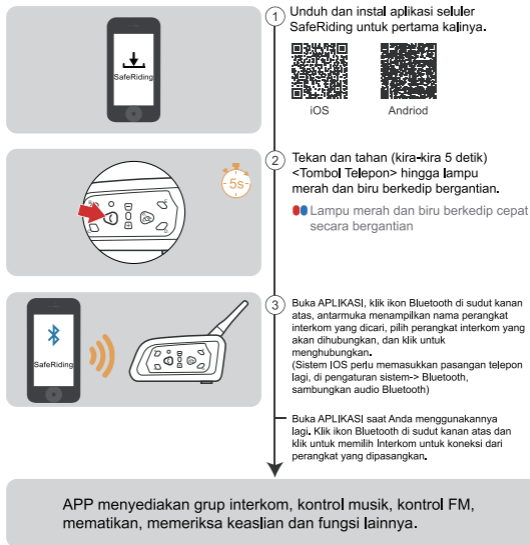 SafeRiding
1
Unduh dan instal aplikasi seluler
SafeRiding untuk pertama kalinya.
iOS
Andriod
5s
2
Tekan dan tahan (kira-kira 5 detik)
<Tombol Telepon> hingga lampu
merah dan biru berkedip bergantian.
Lampu merah dan biru berkedip cepat
secara bergantian
SafeRiding
3
Buka APLIKASI, klik ikon Bluetooth di sudut kanan
atas, antarmuka menampilkan nama perangkat
interkom yang dicari, pilih perangkat interkom yang
akan dihubungkan, dan klik untuk
menghubungkan.
(Sistem IOS perlu memasukkan pasangan telepon
lagi, di pengaturan sistem-> Bluetooth,
sambungkan audio Bluetooth)
Buka APLIKASI saat Anda menggunakannya
lagi. Klik ikon Bluetooth di sudut kanan atas dan
klik untuk memilih Interkom untuk koneksi dari
perangkat yang dipasangkan.
APP menyediakan grup interkom, kontrol musik, kontrol FM,
mematikan, memeriksa keaslian dan fungsi lainnya.